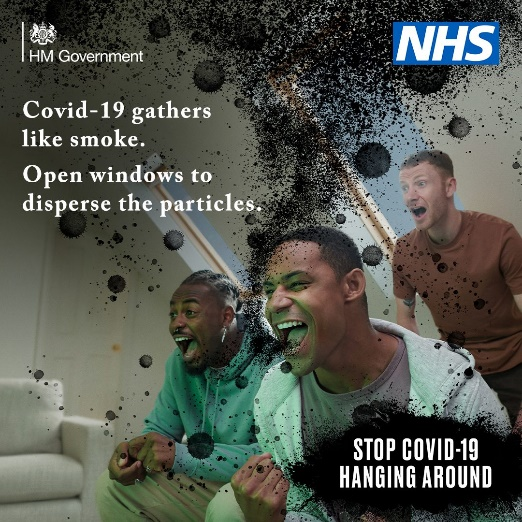 HM Government
NHS
Covid-19 gathers
like smoke.
Open windows to
disperse the particles.
STOP COVID-19
HANGING AROUND